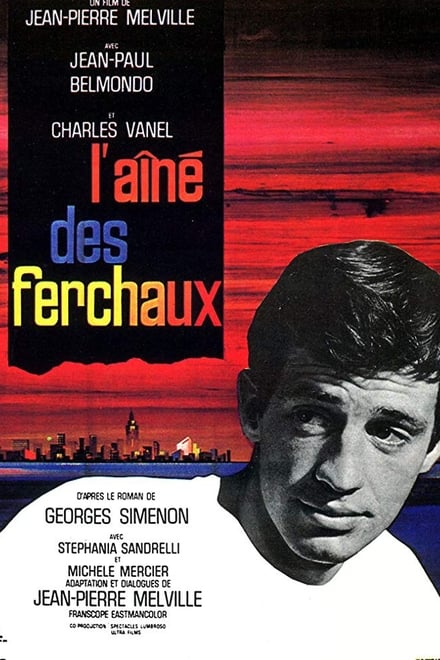 UN FILM DE
JEAN-PIERRE MELVILLE
AVEC
JEAN-PAUL
BELMONDO
ET
CHARLES VANEL
l'aîné
des
ferchaux
D'APRÈS LE ROMAN DE
GEORGES SIMENON
AVEC
STEPHANIA SANDRELLI
ET
MICHELE MERCIER
ADAPTATION ET DIALOGUES DE
JEAN-PIERRE MELVILLE
FRANSCOPE EASTMANCOLOR
CO PRODUCTION SPECTACLES LUMBROSO
ULTRA FILMS